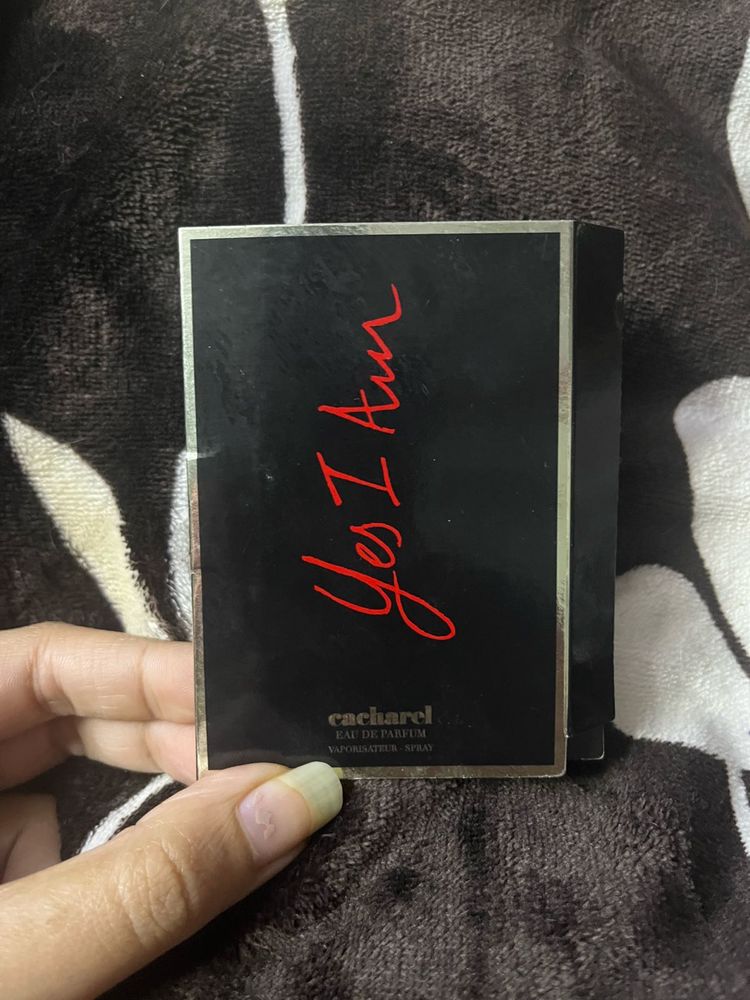 Yes I Am
cacharel
EAU DE PARFUM
VAPORISATEUR - SPRAY